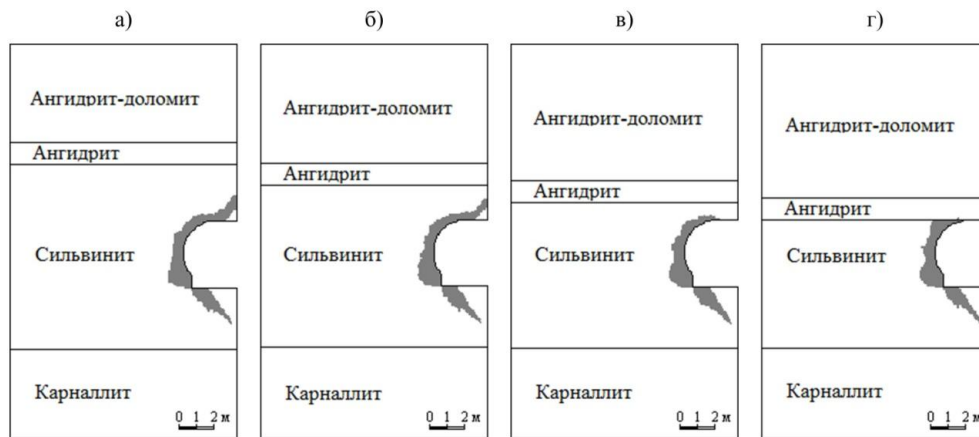 а)
б)
в)
г)
Ангидрит-доломит
Ангидрит
Сильвинит
Карналлит
0 1 2 м
Ангидрит-доломит
Ангидрит
Сильвинит
Карналлит
0 1 2 м
Ангидрит-доломит
Ангидрит
Сильвинит
Карналлит
0 1 2 м
Ангидрит-доломит
Ангидрит
Сильвинит
Карналлит
0 1 2 м